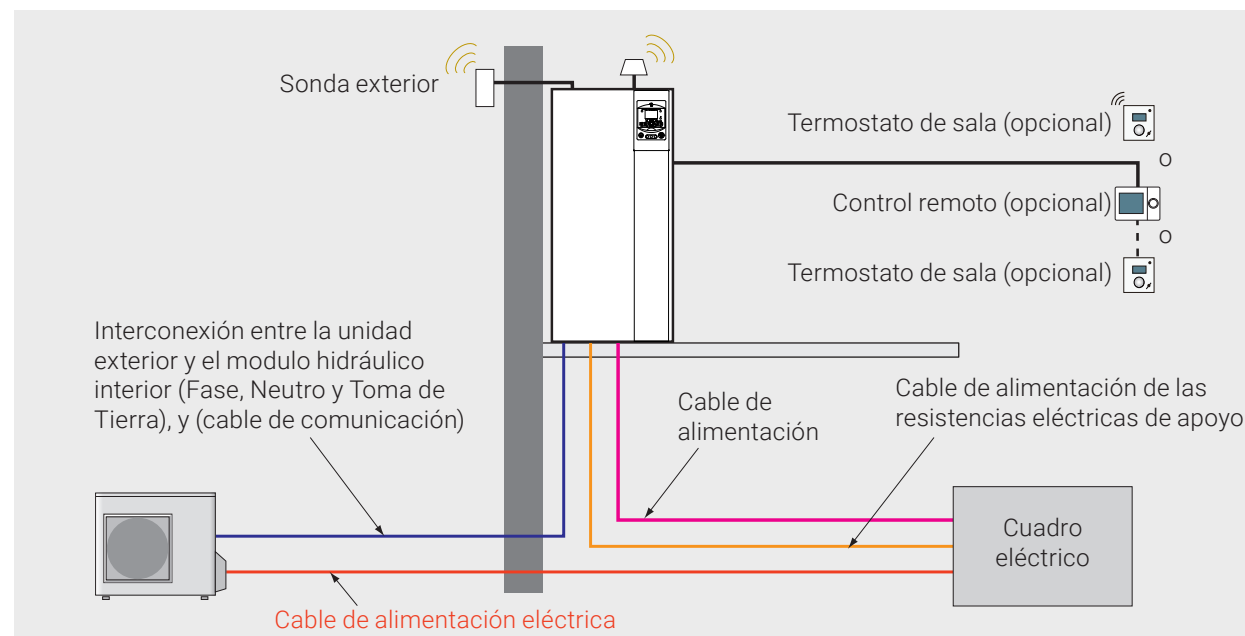 Sonda exterior
Termostato de sala (opcional)
o
Control remoto (opcional)
o
Termostato de sala (opcional)
Interconexión entre la unidad
exterior y el modulo hidráulico
interior (Fase, Neutro y Toma de
Tierra), y (cable de comunicación)
Cable de
alimentación
Cable de alimentación de las
resistencias eléctricas de apoyo
Cuadro
eléctrico
Cable de alimentación eléctrica